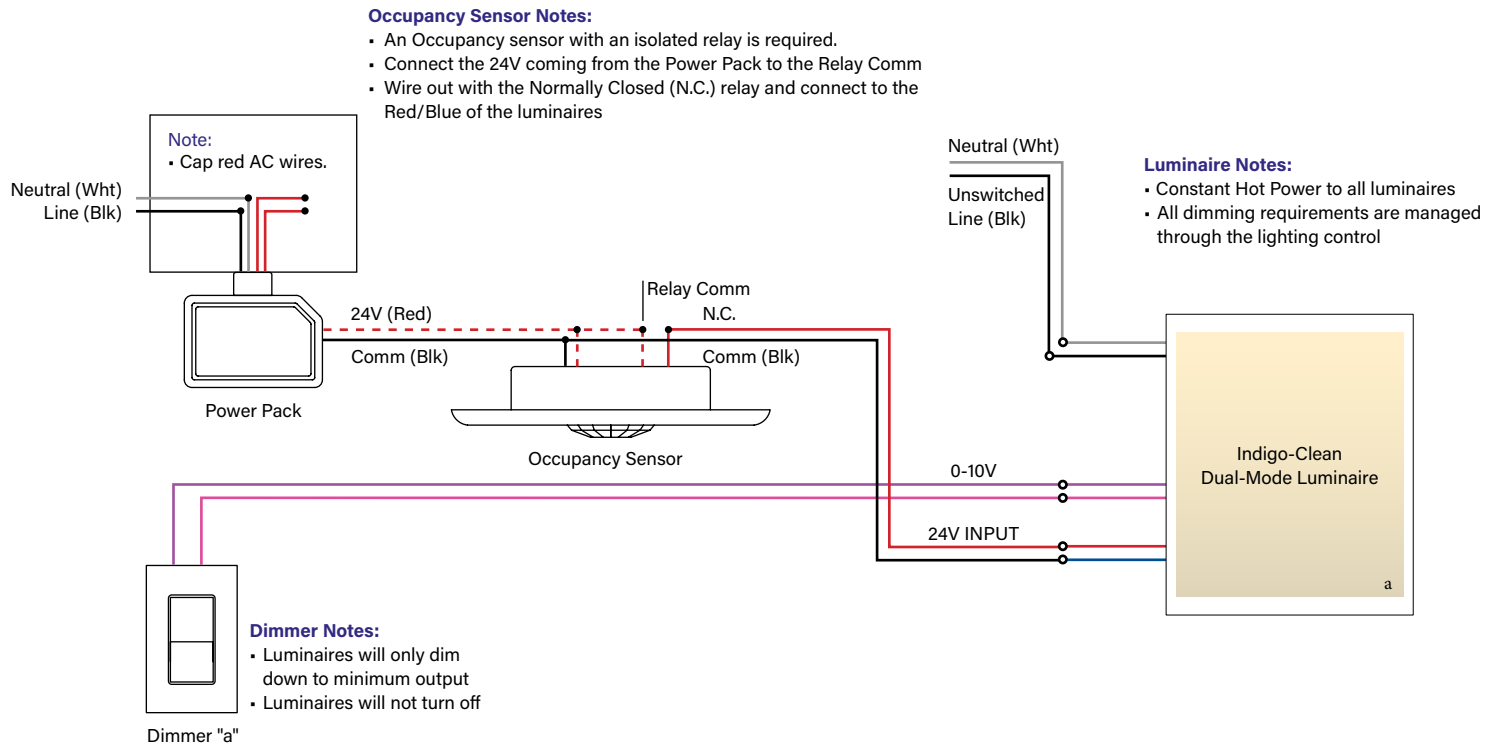 Occupancy Sensor Notes:
▪ An Occupancy sensor with an isolated relay is required.
▪ Connect the 24V coming from the Power Pack to the Relay Comm
▪ Wire out with the Normally Closed (N.C.) relay and connect to the
Red/Blue of the luminaires
Note:
▪ Cap red AC wires.
Neutral (Wht)
Line (Blk)
Neutral (Wht)
Unswitched
Line (Blk)
Luminaire Notes:
▪ Constant Hot Power to all luminaires
▪ All dimming requirements are managed
through the lighting control
Relay Comm
24V (Red)
N.C.
Comm (Blk)
Comm (Blk)
Power Pack
Occupancy Sensor
Indigo-Clean
Dual-Mode Luminaire
0-10V
24V INPUT
a
Dimmer Notes:
▪ Luminaires will only dim
down to minimum output
▪ Luminaires will not turn off
Dimmer "a"